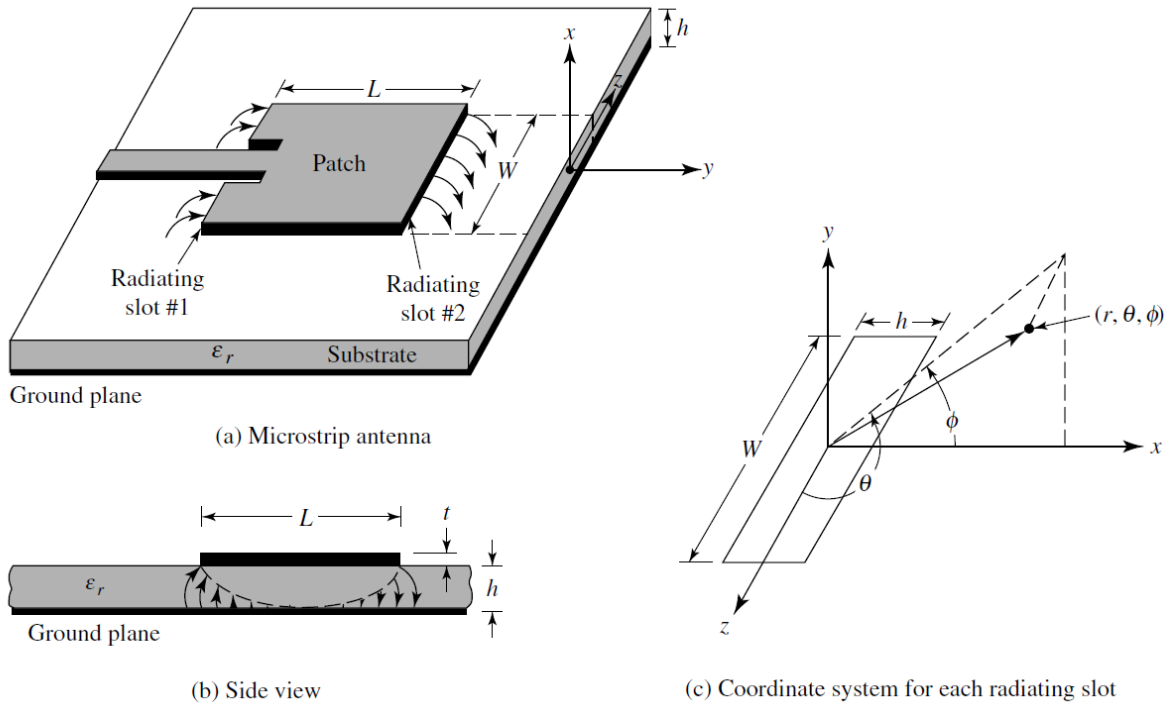 x
h
L
z
Patch
W
y
Radiating
slot #1
Radiating
slot #2
εr
Substrate
Ground plane
(a) Microstrip antenna
L
t
εr
h
Ground plane
(b) Side view
y
h
(r, θ, ϕ)
W
ϕ
x
θ
z
(c) Coordinate system for each radiating slot